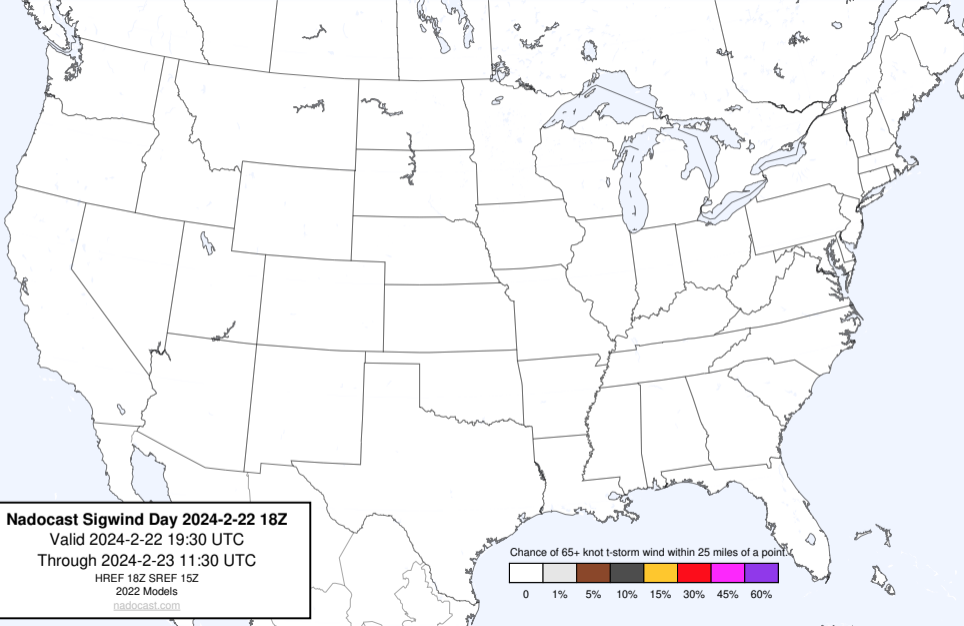 Nadocast Sigwind Day 2024-2-22 18Z
Valid 2024-2-22 19:30 UTC
Through 2024-2-23 11:30 UTC
HREF 18Z SREF 15Z
2022 Models
nadocast.com
Chance of 65+ knot t-storm wind within 25 miles of a point.
0 1% 5% 10% 15% 30% 45% 60%